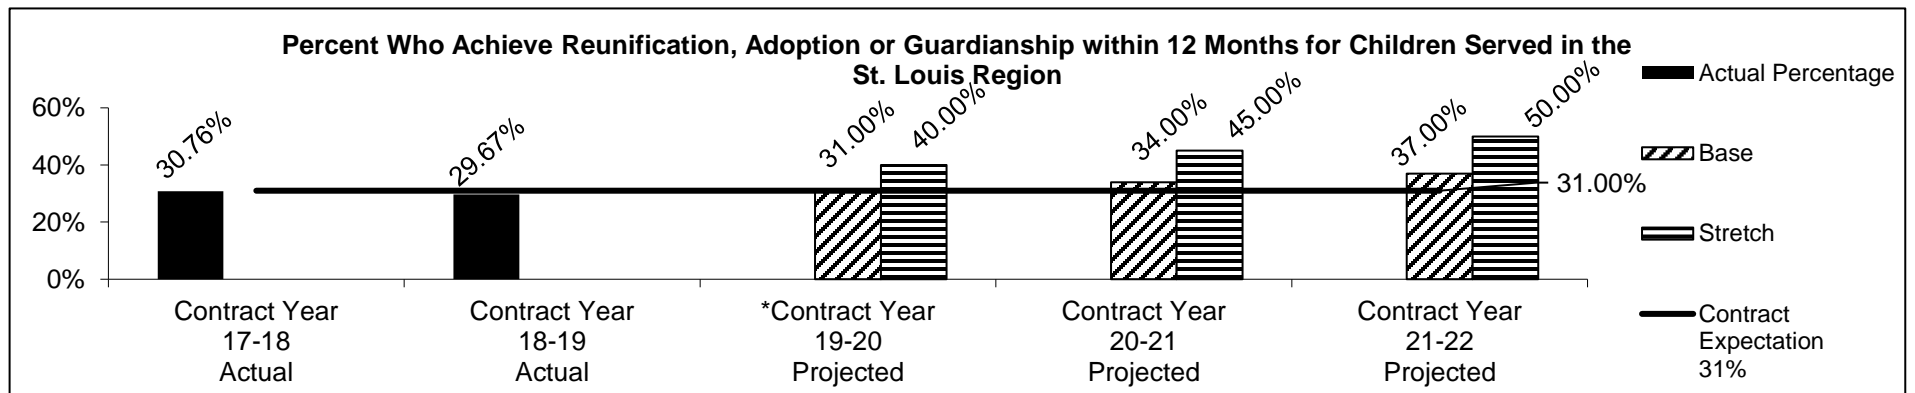 Percent Who Achieve Reunification, Adoption or Guardianship within 12 Months for Children Served in the
St. Louis Region
60%
40%
20%
0%
30.76%
29.67%
31.00%
40.00%
34.00%
45.00%
37.00%
50.00%
31.00%
Contract Year
17-18
Actual
Contract Year
18-19
Actual
*Contract Year
19-20
Projected
Contract Year
20-21
Projected
Contract Year
21-22
Projected
Actual Percentage
Base
Stretch
Contract
Expectation
31%